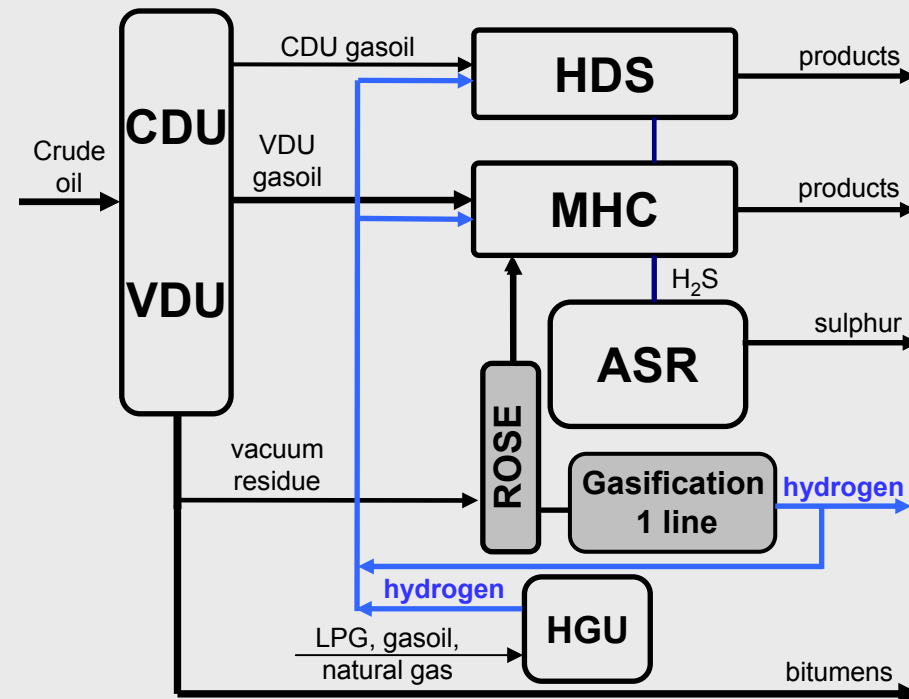 CDU gasoil
HDS
products
CDU
Crude
oil
VDU
gasoil
MHC
products
VDU
H₂S
sulphur
ASR
ROSE
vacuum
residue
Gasification
1 line
hydrogen
hydrogen
HGU
LPG, gasoil,
natural gas
bitumens